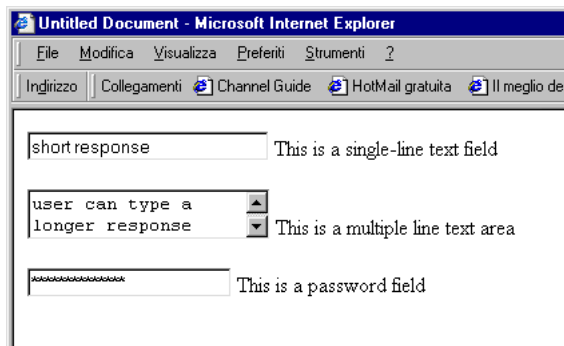 Untitled Document - Microsoft Internet Explorer
File Modifica Visualizza Preferiti Strumenti ?
Indirizzo Collegamenti Channel Guide HotMail gratuita Il meglio de
short response This is a single-line text field
user can type a
longer response This is a multiple line text area
*************** This is a password field